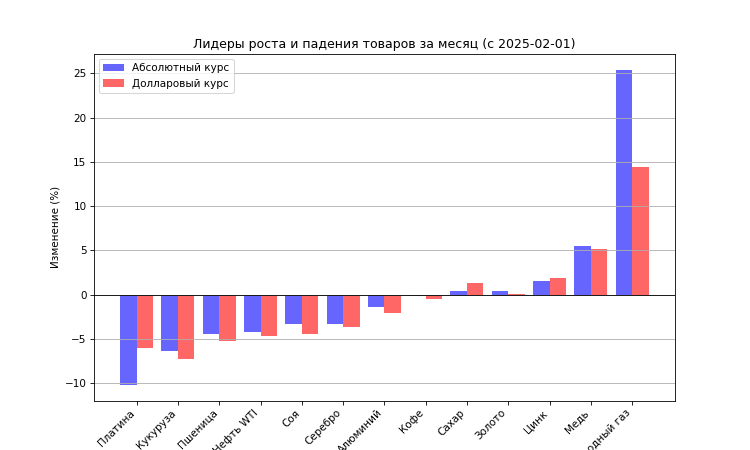 Лидеры роста и падения товаров за месяц (с 2025-02-01)
Абсолютный курс
Долларовый курс
Изменение (%)
25
20
15
10
5
0
−5
−10
Платина
Кукуруза
Пшеница
Нефть WTI
Соя
Серебро
Алюминий
Кофе
Сахар
Золото
Цинк
Медь
газ